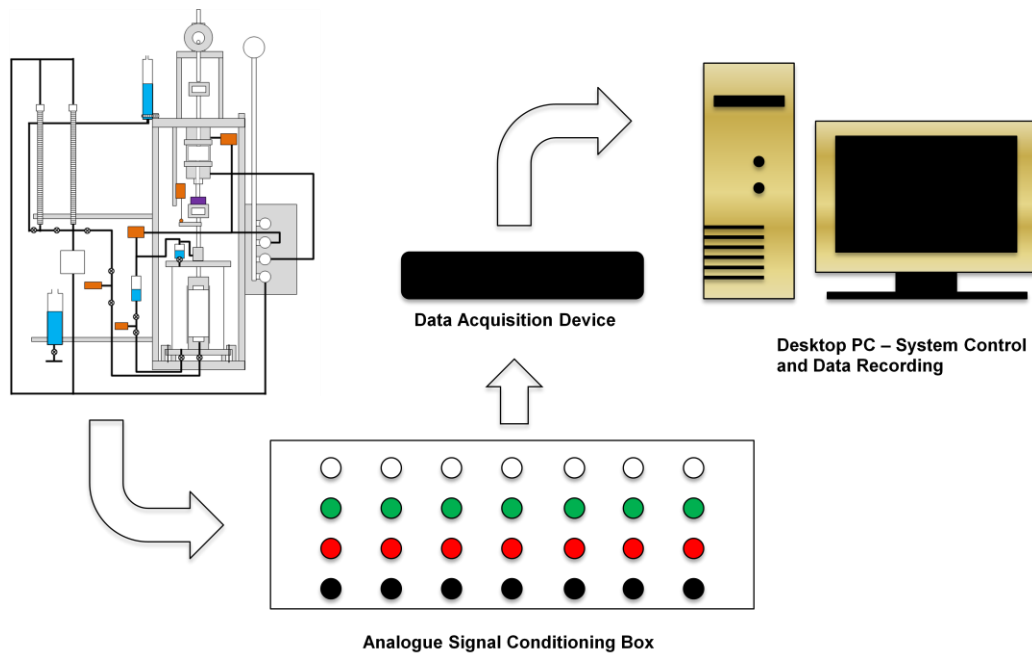 Data Acquisition Device
Desktop PC – System Control
and Data Recording
Analogue Signal Conditioning Box